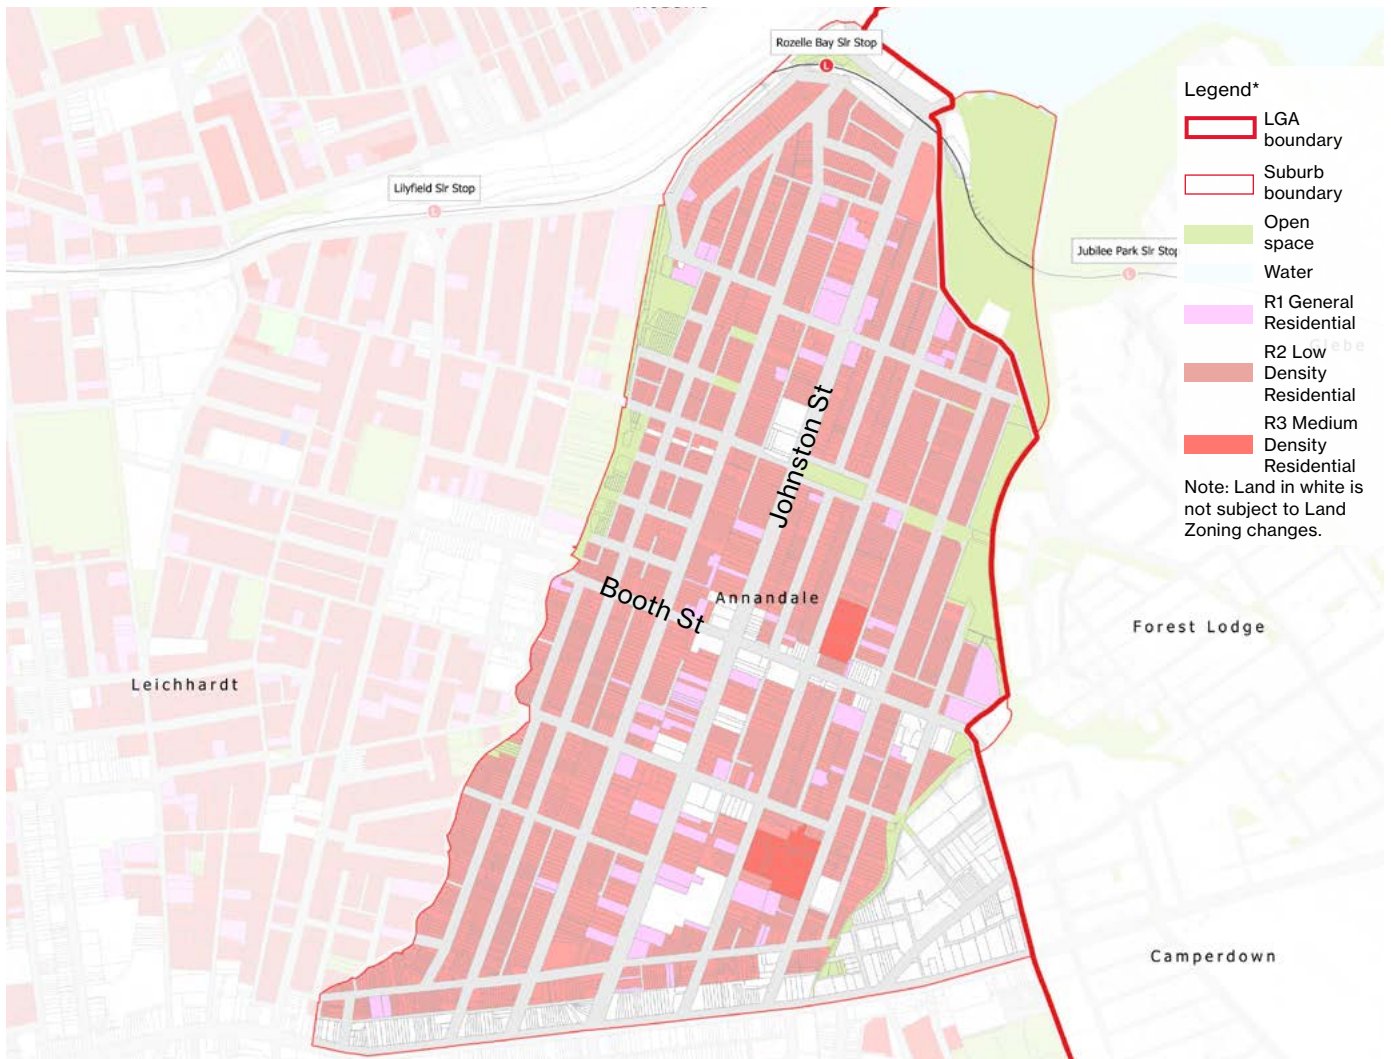 Rozelle Bay Slr Stop
L
Lilyfield Slr Stop
L
Jubilee Park Slr Stop
L
Legend*
LGA
boundary
Suburb
boundary
Open
space
Water
R1 General
Residential
R2 Low
Density
Residential
R3 Medium
Density
Residential
Note: Land in white is
not subject to Land
Zoning changes.
Glebe
Johnston St
Booth St
Annandale
Forest Lodge
Leichhardt
Camperdown